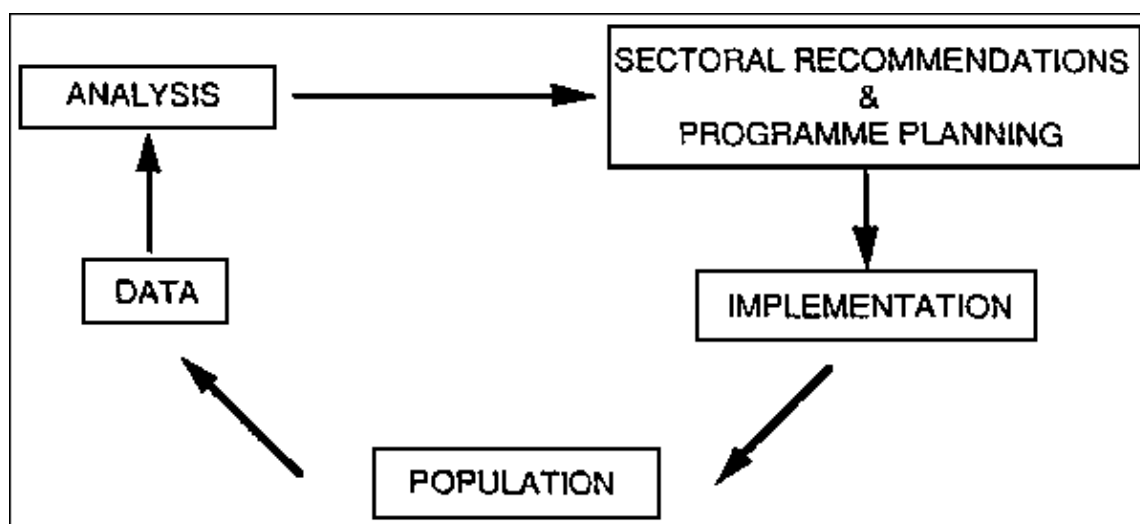 ANALYSIS
SECTORAL RECOMMENDATIONS
&
PROGRAMME PLANNING
DATA
IMPLEMENTATION
POPULATION